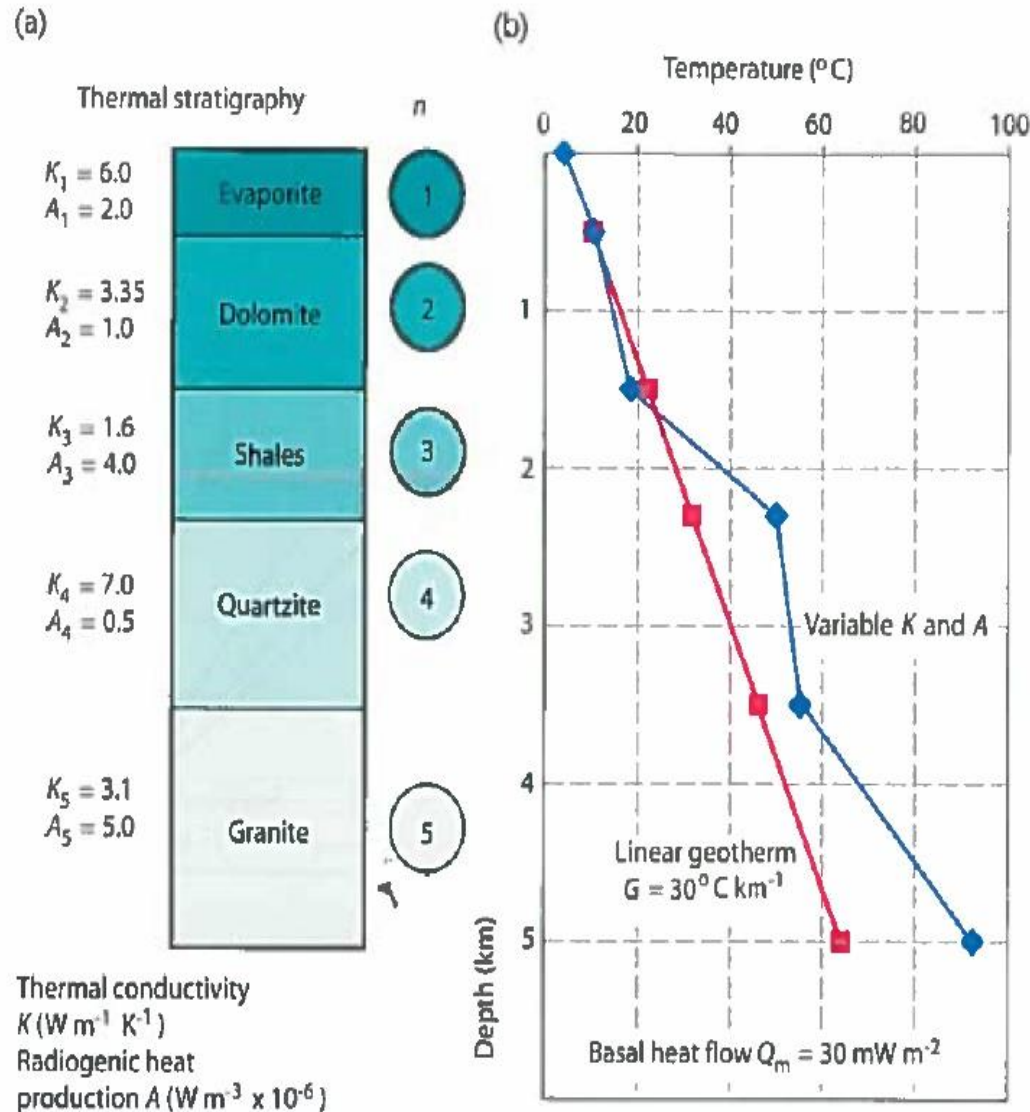 (a)
Thermal stratigraphy
n
K₁ = 6.0
A₁ = 2.0
Evaporite
1
K₂ = 3.35
A₂ = 1.0
Dolomite
2
K₃ = 1.6
A₃ = 4.0
Shales
3
K₄ = 7.0
A₄ = 0.5
Quartzite
4
K₅ = 3.1
A₅ = 5.0
Granite
5
Thermal conductivity
K (W m⁻¹ K⁻¹)
Radiogenic heat
production A (W m⁻³ x 10⁻⁶)
(b)
Temperature (°C)
0 20 40 60 80 100
1
2
3
4
5
Depth (km)
Variable K and A
Linear geotherm
G = 30°C km⁻¹
Basal heat flow Qₘ = 30 mW m⁻²